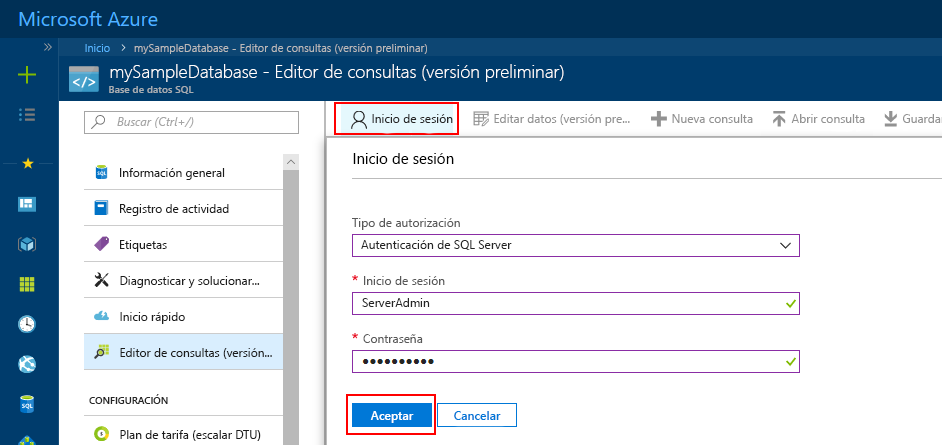 Microsoft Azure
» Inicio > mySampleDatabase - Editor de consultas (versión preliminar)
mySampleDatabase - Editor de consultas (versión preliminar)
Base de datos SQL
Buscar (Ctrl+/)
Información general
Registro de actividad
Etiquetas
Diagnosticar y solucionar...
Inicio rápido
Editor de consultas (versión...
CONFIGURACIÓN
Plan de tarifa (escalar DTU)
Inicio de sesión Editar datos (versión pre... Nueva consulta Abrir consulta Guarda
Inicio de sesión
Tipo de autorización
Autenticación de SQL Server
* Inicio de sesión
ServerAdmin
* Contraseña
••••••••••
Aceptar Cancelar